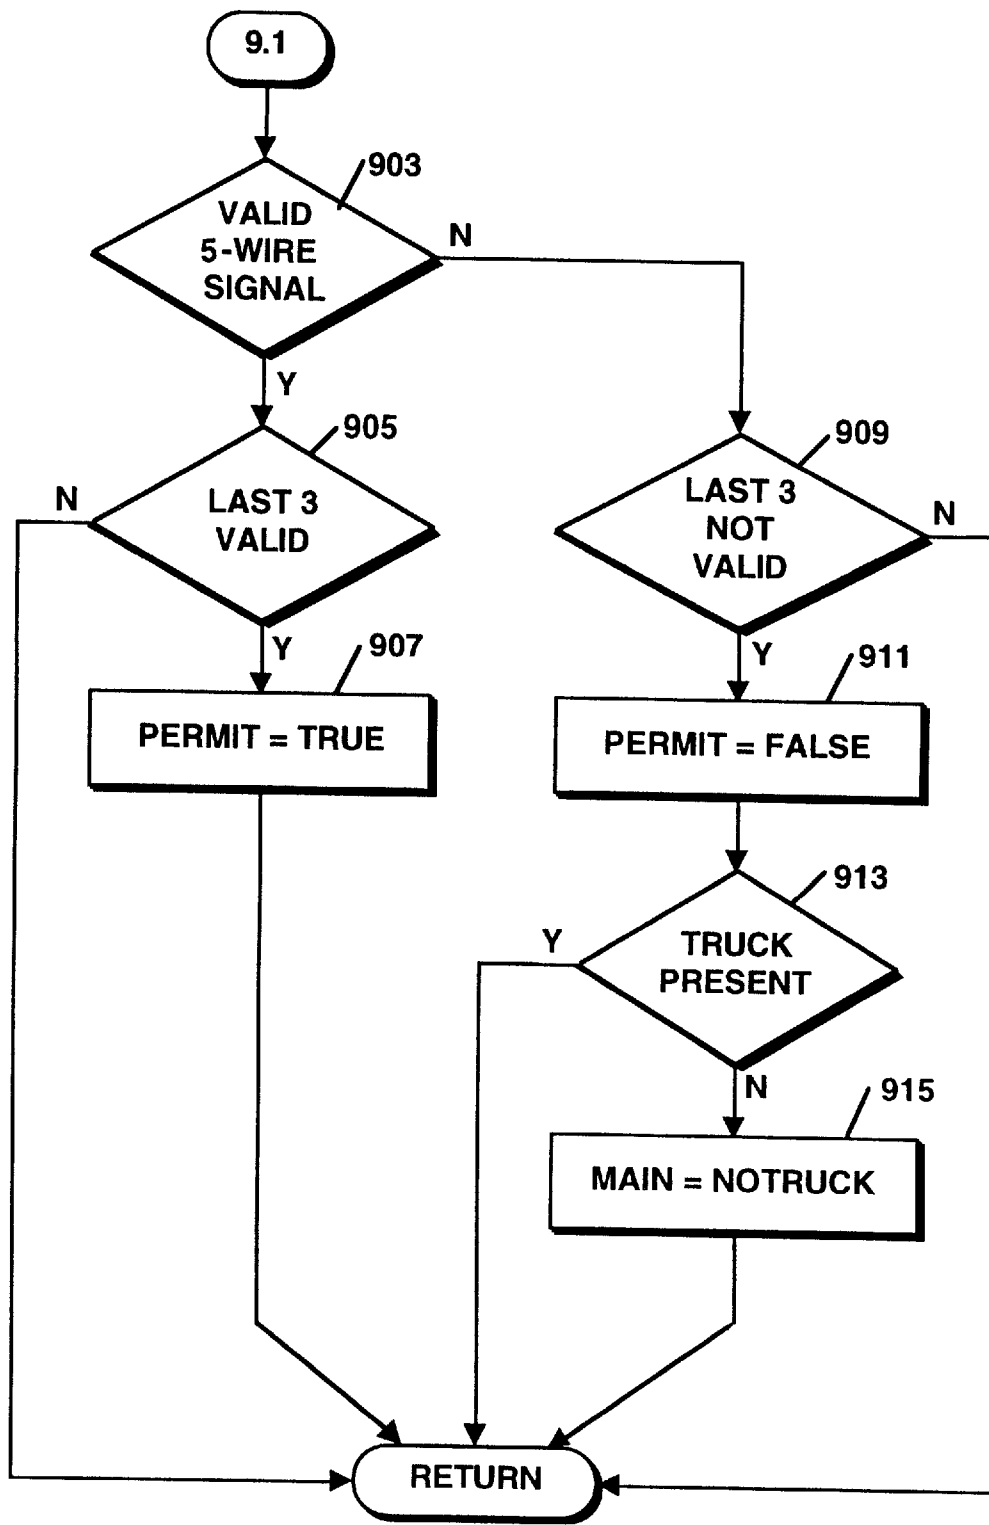 9.1
903
VALID
5-WIRE
SIGNAL
N
Y
905
LAST 3
VALID
N
Y
907
PERMIT = TRUE
909
LAST 3
NOT
VALID
N
Y
911
PERMIT = FALSE
913
TRUCK
PRESENT
Y
N
915
MAIN = NOTRUCK
RETURN